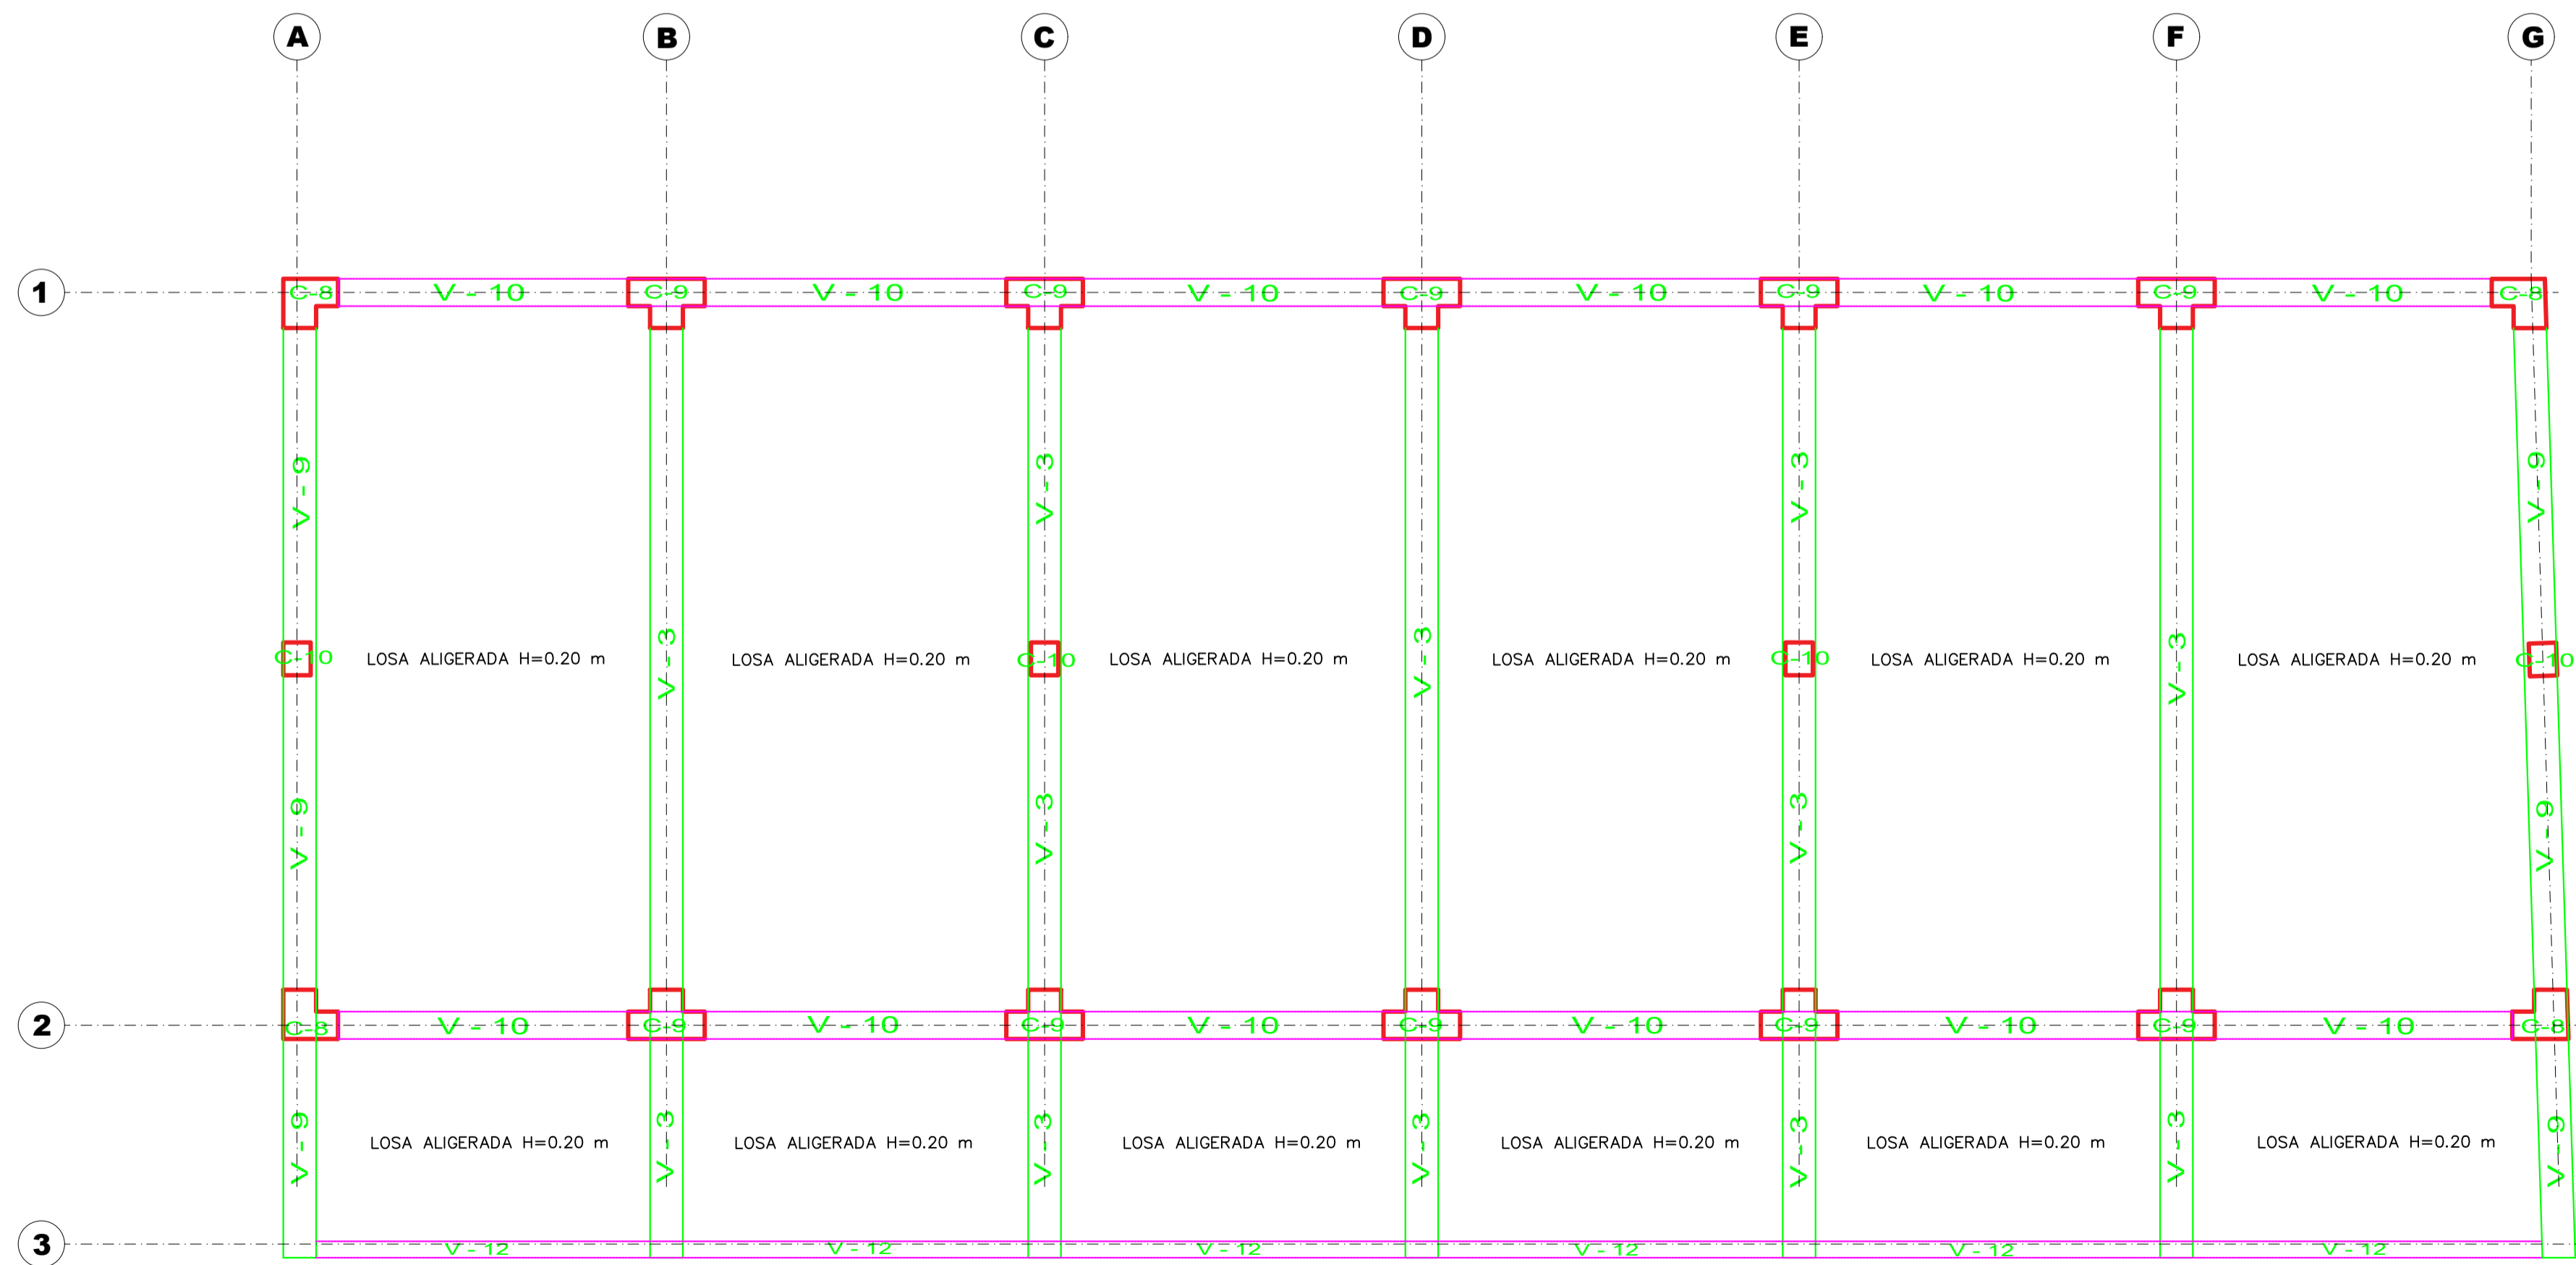 A B C D E F G
1 C-8 V - 10 C-9 V - 10 C-9 V - 10 C-9 V - 10 C-9 V - 10 C-9 V - 10 C-8
V - 9 V - 3 V - 3 V - 9
C-10 LOSA ALIGERADA H=0.20 m V - 3 LOSA ALIGERADA H=0.20 m C-10 LOSA ALIGERADA H=0.20 m V - 3 LOSA ALIGERADA H=0.20 m C-10 LOSA ALIGERADA H=0.20 m V - 3 LOSA ALIGERADA H=0.20 m C-10
V - 9 V - 3 V - 3 V - 9
2 C-8 V - 10 C-9 V - 10 C-9 V - 10 C-9 V - 10 C-9 V - 10 C-9 V - 10 C-8
V - 9 LOSA ALIGERADA H=0.20 m V - 3 LOSA ALIGERADA H=0.20 m V - 3 LOSA ALIGERADA H=0.20 m V - 3 LOSA ALIGERADA H=0.20 m V - 3 LOSA ALIGERADA H=0.20 m V - 3 LOSA ALIGERADA H=0.20 m V - 9
3 V - 12 V - 12 V - 12 V - 12 V - 12 V - 12